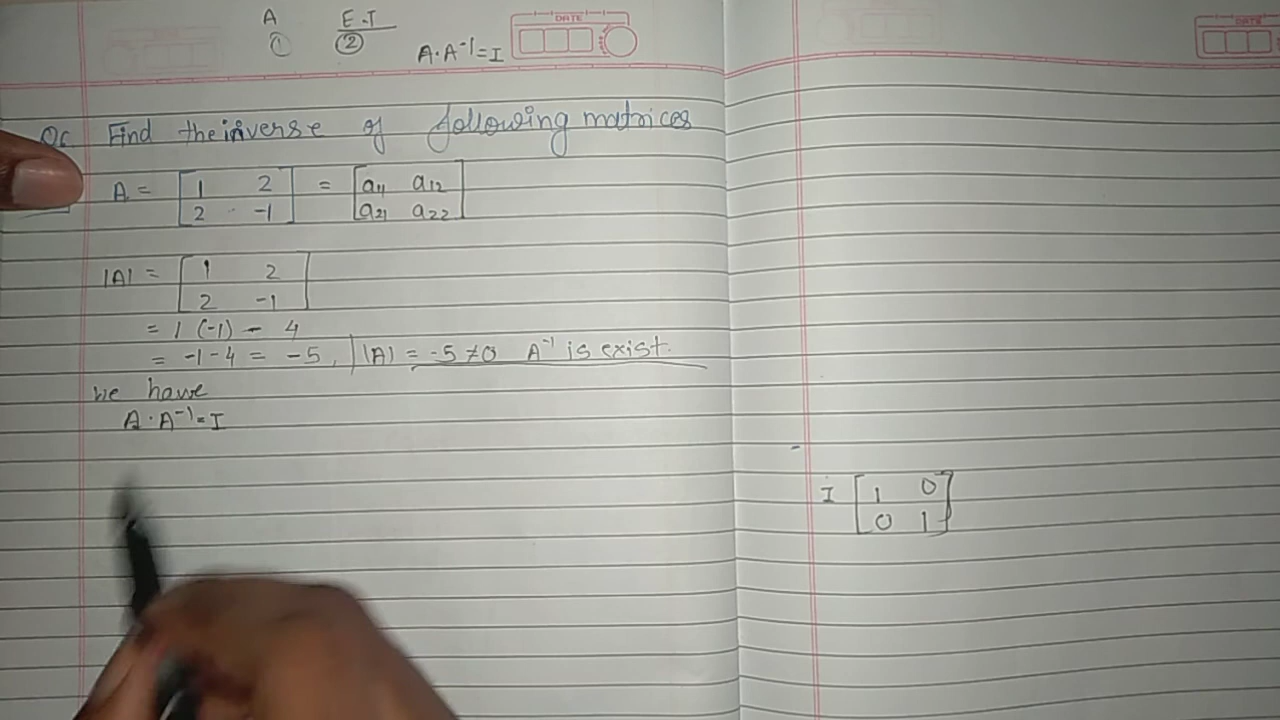 A E.I
① ② A·A⁻¹=I
DATE
DATE
Find the inverse of following matrices
A = [1 2
2 -1] = [a11 a12
a21 a22]
|A| = [1 2
2 -1]
= 1 (-1) - 4
= -1-4 = -5, |A| = -5≠0 A⁻¹ is exist.
we have
A·A⁻¹=I
I [1 0
0 1]